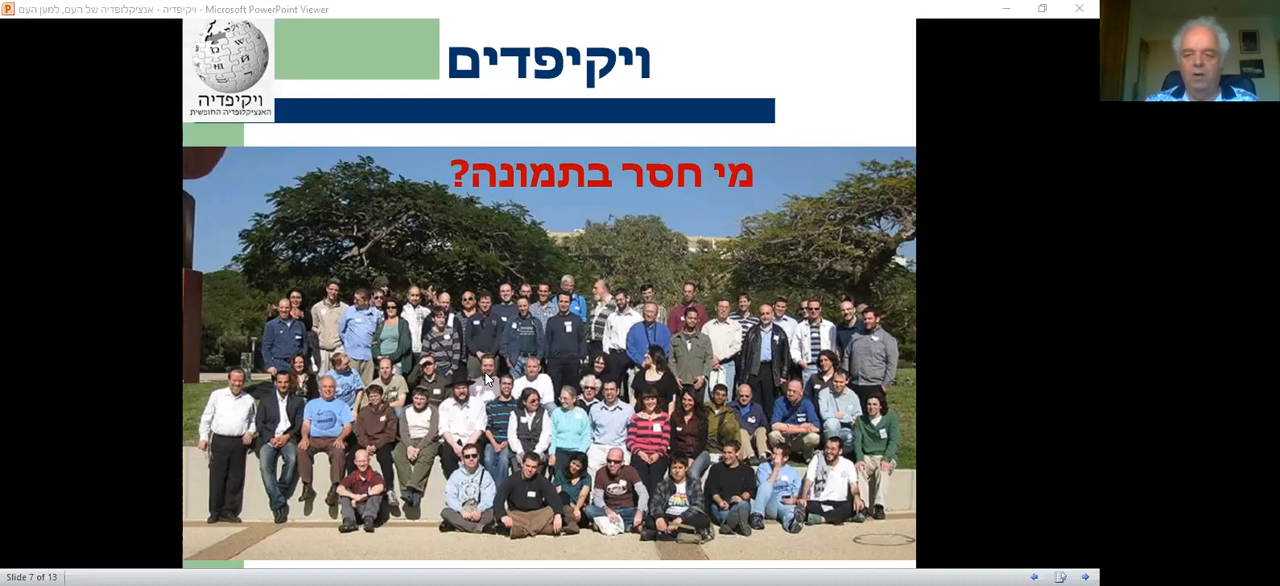 ויקיפדיה - אנציקלופדיה של העם, למען העם - Microsoft PowerPoint Viewer
ויקיפדים
ויקיפדיה
האנציקלופדיה החופשית
מי חסר בתמונה?
Slide 7 of 13